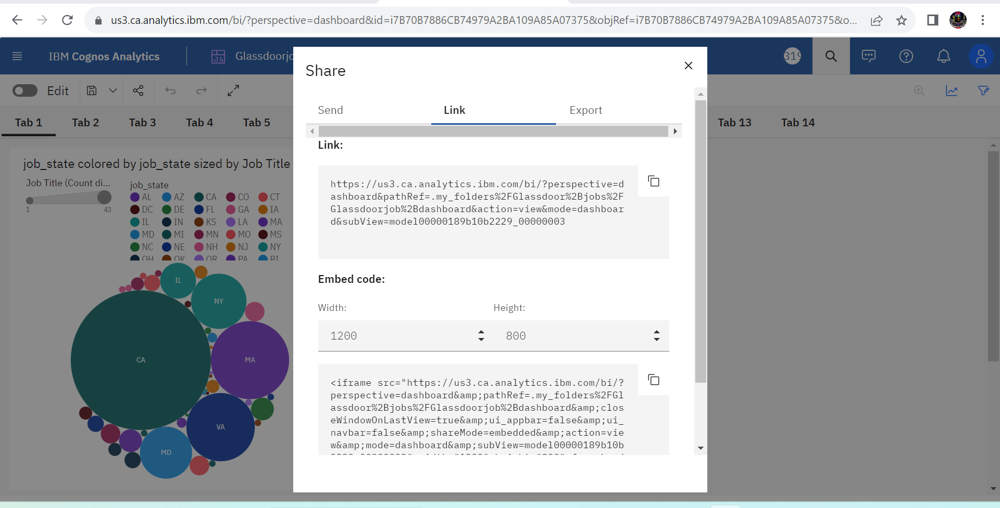 us3.ca.analytics.ibm.com/bi/?perspective=dashboard&id=i7B70B7886CB74979A2BA109A85A07375&objRef=i7B70B7886CB74979A2BA109A85A07375&o...
IBM Cognos Analytics
Glassdoorjo
319
Edit
Tab 1
Tab 2
Tab 3
Tab 4
Tab 5
Tab 13
Tab 14
job_state colored by job_state sized by Job Title
Job Title (Count di...
1
43
job_state
AL AZ CA CO CT
DC DE FL GA IA
IL IN KS LA MA
MD MI MN MO MS
NC NE NH NJ NY
OH OK OR PA RI
IL
NY
CA
MA
VA
MD
Share
Send
Link
Export
Link:
https://us3.ca.analytics.ibm.com/bi/?perspective=d
ashboard&pathRef=.my_folders%2FGlassdoor%2Bjobs%2F
Glassdoorjob%2Bdashboard&action=view&mode=dashboar
d&subView=model00000189b10b2229_00000003
Embed code:
Width:
Height:
1200
800
<iframe src="https://us3.ca.analytics.ibm.com/bi/?
perspective=dashboard&amp;pathRef=.my_folders%2FGl
assdoor%2Bjobs%2FGlassdoorjob%2Bdashboard&amp;clos
eWindowOnLastView=true&amp;ui_appbar=false&amp;ui_
navbar=false&amp;shareMode=embedded&amp;action=vie
w&amp;mode=dashboard&amp;subView=model00000189b10b